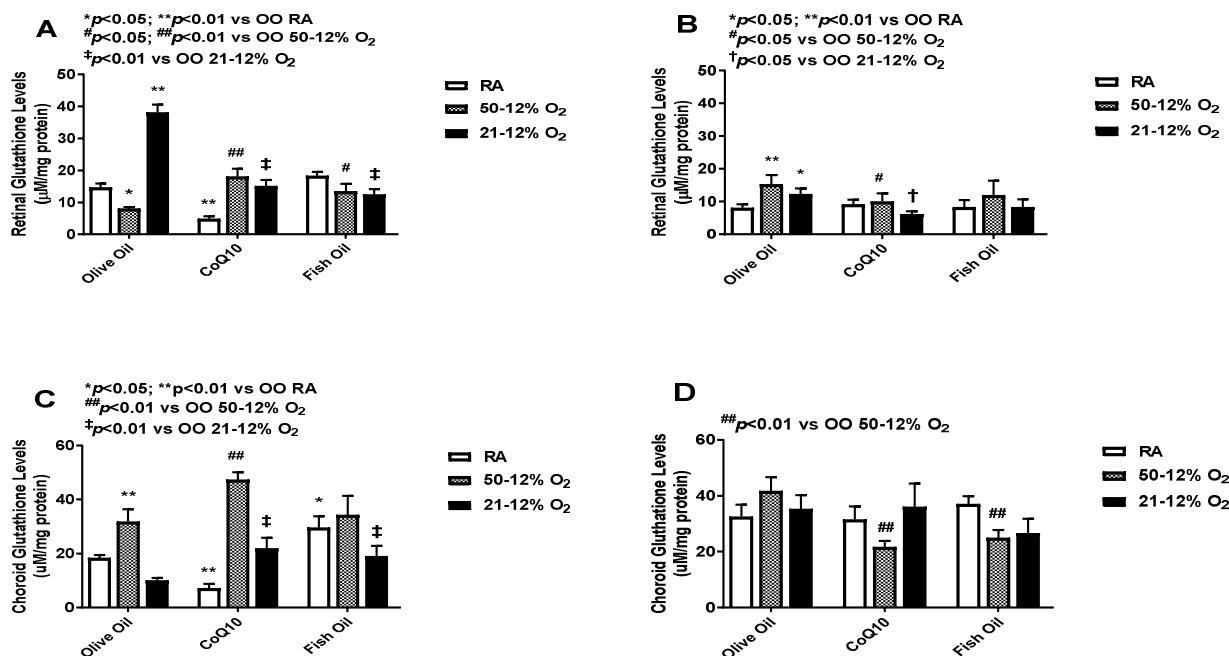 A
*p<0.05; **p<0.01 vs OO RA
#p<0.05; ##p<0.01 vs OO 50-12% O2
‡p<0.01 vs OO 21-12% O2
Retinal Glutathione Levels
(µM/mg protein)
50
40
30
20
10
0
**
*
**
##
‡
#
‡
Olive Oil
CoQ10
Fish Oil
RA
50-12% O2
21-12% O2
B
*p<0.05; **p<0.01 vs OO RA
#p<0.05 vs OO 50-12% O2
†p<0.05 vs OO 21-12% O2
Retinal Glutathione Levels
(µM/mg protein)
50
40
30
20
10
0
**
*
#
†
Olive Oil
CoQ10
Fish Oil
RA
50-12% O2
21-12% O2
C
*p<0.05; **p<0.01 vs OO RA
##p<0.01 vs OO 50-12% O2
‡p<0.01 vs OO 21-12% O2
Choroid Glutathione Levels
(uM/mg protein)
60
40
20
0
**
**
##
‡
*
‡
Olive Oil
CoQ10
Fish Oil
RA
50-12% O2
21-12% O2
D
##p<0.01 vs OO 50-12% O2
Choroid Gluthatione Levels
(uM/mg protein)
60
40
20
0
##
##
Olive Oil
CoQ10
Fish Oil
RA
50-12% O2
21-12% O2